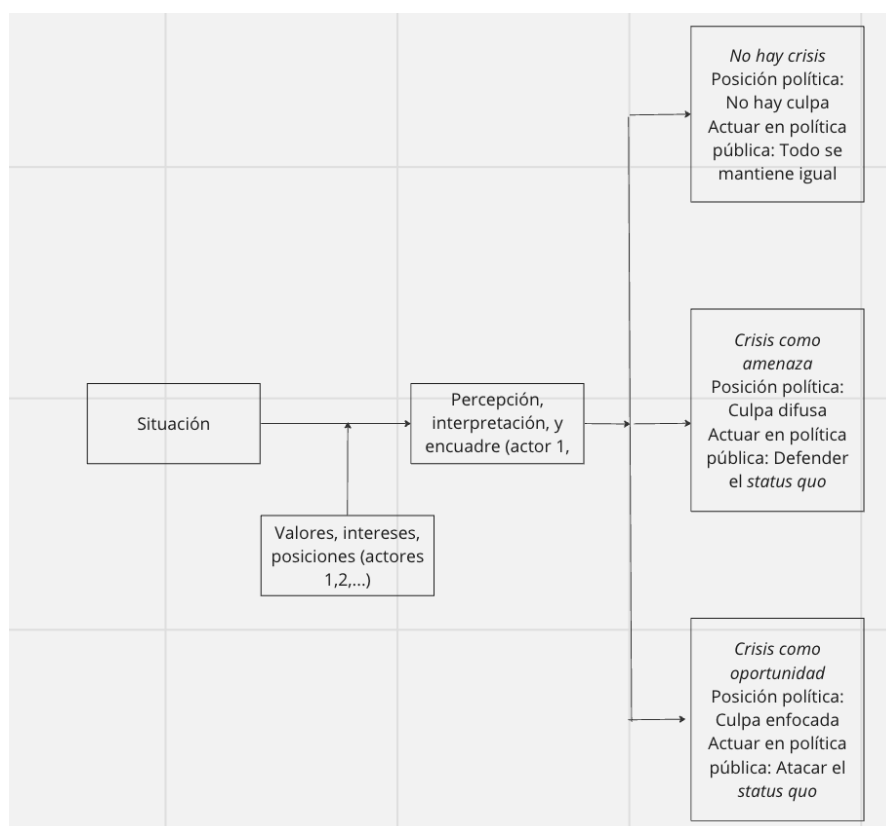 No hay crisis
Posición política:
No hay culpa
Actuar en política
pública: Todo se
mantiene igual
Crisis como
amenaza
Posición política:
Culpa difusa
Actuar en política
pública: Defender
el status quo
Situación
Percepción,
interpretación, y
encuadre (actor 1,
Valores, intereses,
posiciones (actores
1,2,...)
Crisis como
oportunidad
Posición política:
Culpa enfocada
Actuar en política
pública: Atacar el
status quo